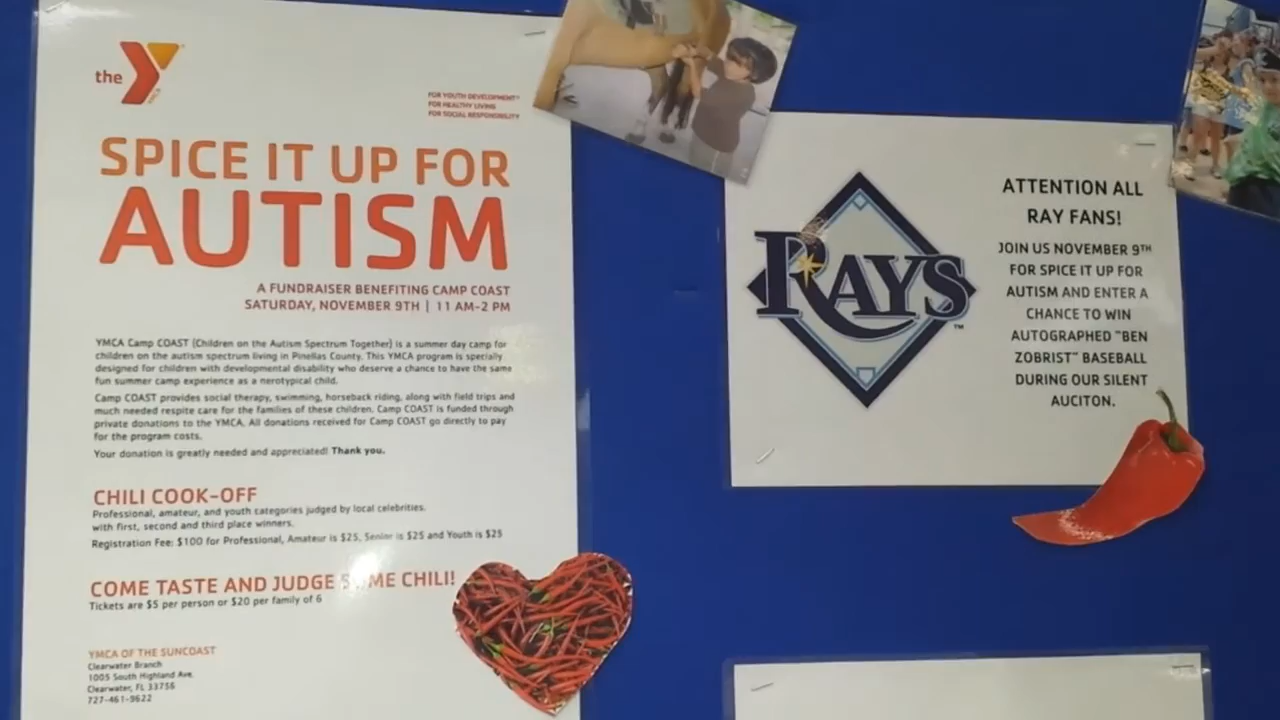 the
YMCA
FOR YOUTH DEVELOPMENT®
FOR HEALTHY LIVING
FOR SOCIAL RESPONSIBILITY
SPICE IT UP FOR
AUTISM
A FUNDRAISER BENEFITING CAMP COAST
SATURDAY, NOVEMBER 9TH | 11 AM-2 PM
YMCA Camp COAST (Children on the Autism Spectrum Together) is a summer day camp for
children on the autism spectrum living in Pinellas County. This YMCA program is specially
designed for children with developmental disability who deserve a chance to have the same
fun summer camp experience as a nerotypical child.
Camp COAST provides social therapy, swimming, horseback riding, along with field trips and
much needed respite care for the families of these children. Camp COAST is funded through
private donations to the YMCA. All donations received for Camp COAST go directly to pay
for the program costs.
Your donation is greatly needed and appreciated! Thank you.
CHILI COOK-OFF
Professional, amateur, and youth categories judged by local celebrities.
with first, second and third place winners.
Registration Fee: $100 for Professional, Amateur is $25, Senior is $25 and Youth is $25
COME TASTE AND JUDGE SOME CHILI!
Tickets are $5 per person or $20 per family of 6
YMCA OF THE SUNCOAST
Clearwater Branch
1005 South Highland Ave.
Clearwater, FL 33756
727-461-9622
RAYS
TM
ATTENTION ALL
RAY FANS!
JOIN US NOVEMBER 9TH
FOR SPICE IT UP FOR
AUTISM AND ENTER A
CHANCE TO WIN
AUTOGRAPHED "BEN
ZOBRIST" BASEBALL
DURING OUR SILENT
AUCITON.